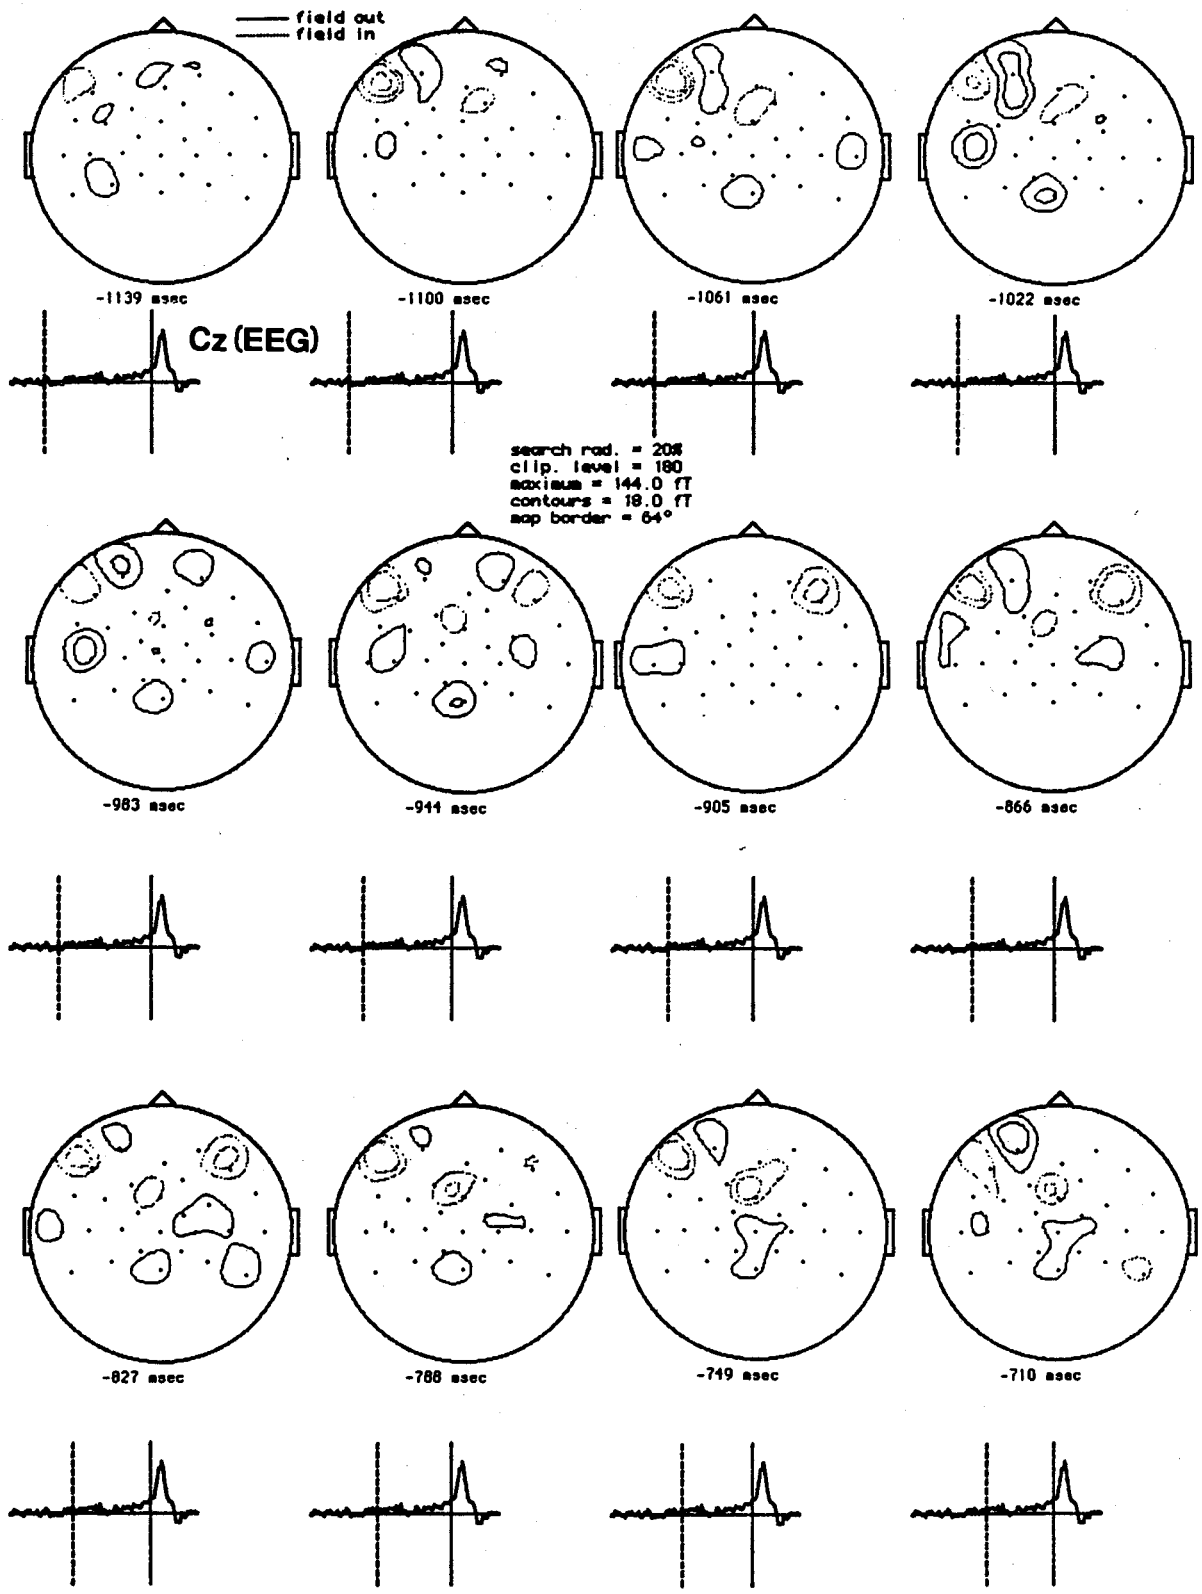 field out
field in
-1139 msec
-1100 msec
-1061 msec
-1022 msec
Cz (EEG)
search rad. = 20%
clip. level = 180
maximum = 144.0 fT
contours = 18.0 fT
map border = 64°
-983 msec
-944 msec
-905 msec
-866 msec
-827 msec
-788 msec
-749 msec
-710 msec